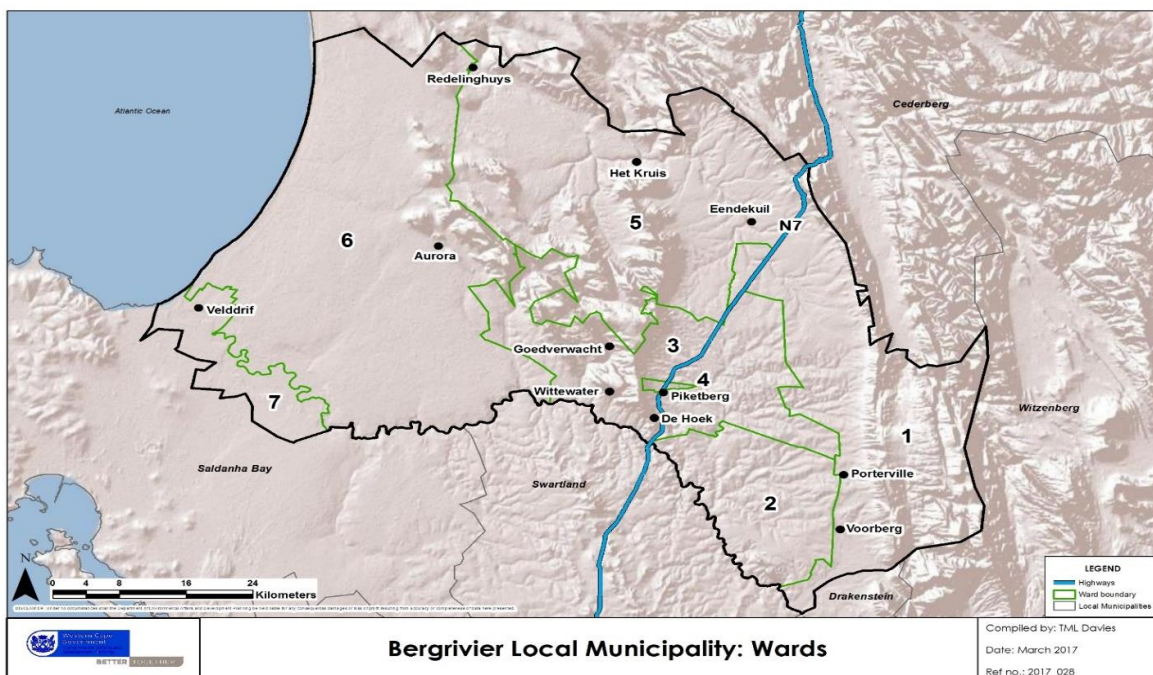 Redelinghuys
Atlantic Ocean
Cederberg
Het Kruis
Eendekuil
N7
5
6
Aurora
Velddrif
Goedverwacht
3
Wittewater
4
Piketberg
7
De Hoek
1
Witzenberg
Saldanha Bay
Porterville
Swartland
2
Voorberg
N
0 4 8 16 24
Kilometers
Drakenstein
LEGEND
Highways
Ward boundary
Local Municipalities
Western Cape
Government
BETTER TOGETHER.
Bergrivier Local Municipality: Wards
Compiled by: TML Davies
Date: March 2017
Ref no.: 2017_028